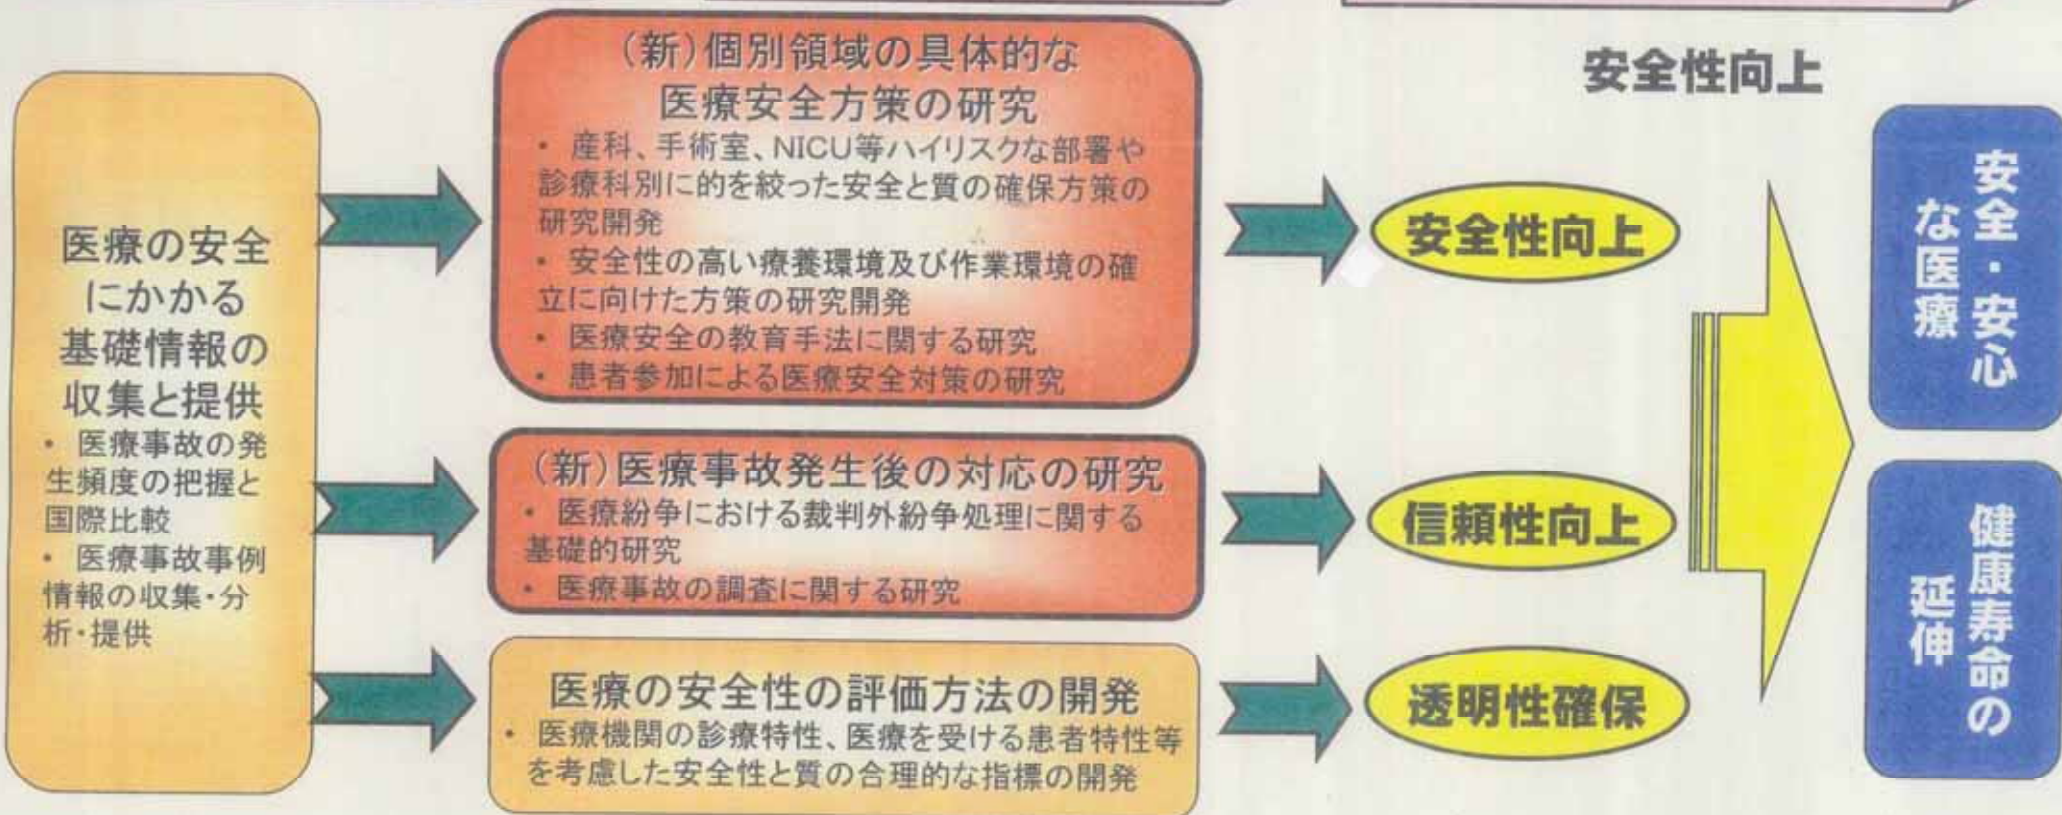 医療の安全
にかかる
基礎情報の
収集と提供
・ 医療事故の発
生頻度の把握と
国際比較
・ 医療事故事例
情報の収集・分
析・提供
(新)個別領域の具体的な
医療安全方策の研究
・ 産科、手術室、NICU等ハイリスクな部署や
診療科別に的を絞った安全と質の確保方策の
研究開発
・ 安全性の高い療養環境及び作業環境の確
立に向けた方策の研究開発
・ 医療安全の教育手法に関する研究
・ 患者参加による医療安全対策の研究
(新)医療事故発生後の対応の研究
・ 医療紛争における裁判外紛争処理に関する
基礎的研究
・ 医療事故の調査に関する研究
医療の安全性の評価方法の開発
・ 医療機関の診療特性、医療を受ける患者特性等
を考慮した安全性と質の合理的な指標の開発
安全性向上
安全性向上
信頼性向上
透明性確保
安全・安心
な医療
健康寿命の
延伸